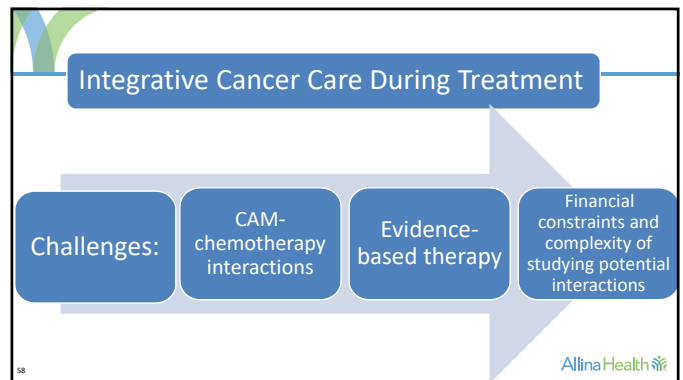 Integrative Cancer Care During Treatment
Challenges:
CAM-
chemotherapy
interactions
Evidence-
based therapy
Financial
constraints and
complexity of
studying potential
interactions
58
AllinaHealth